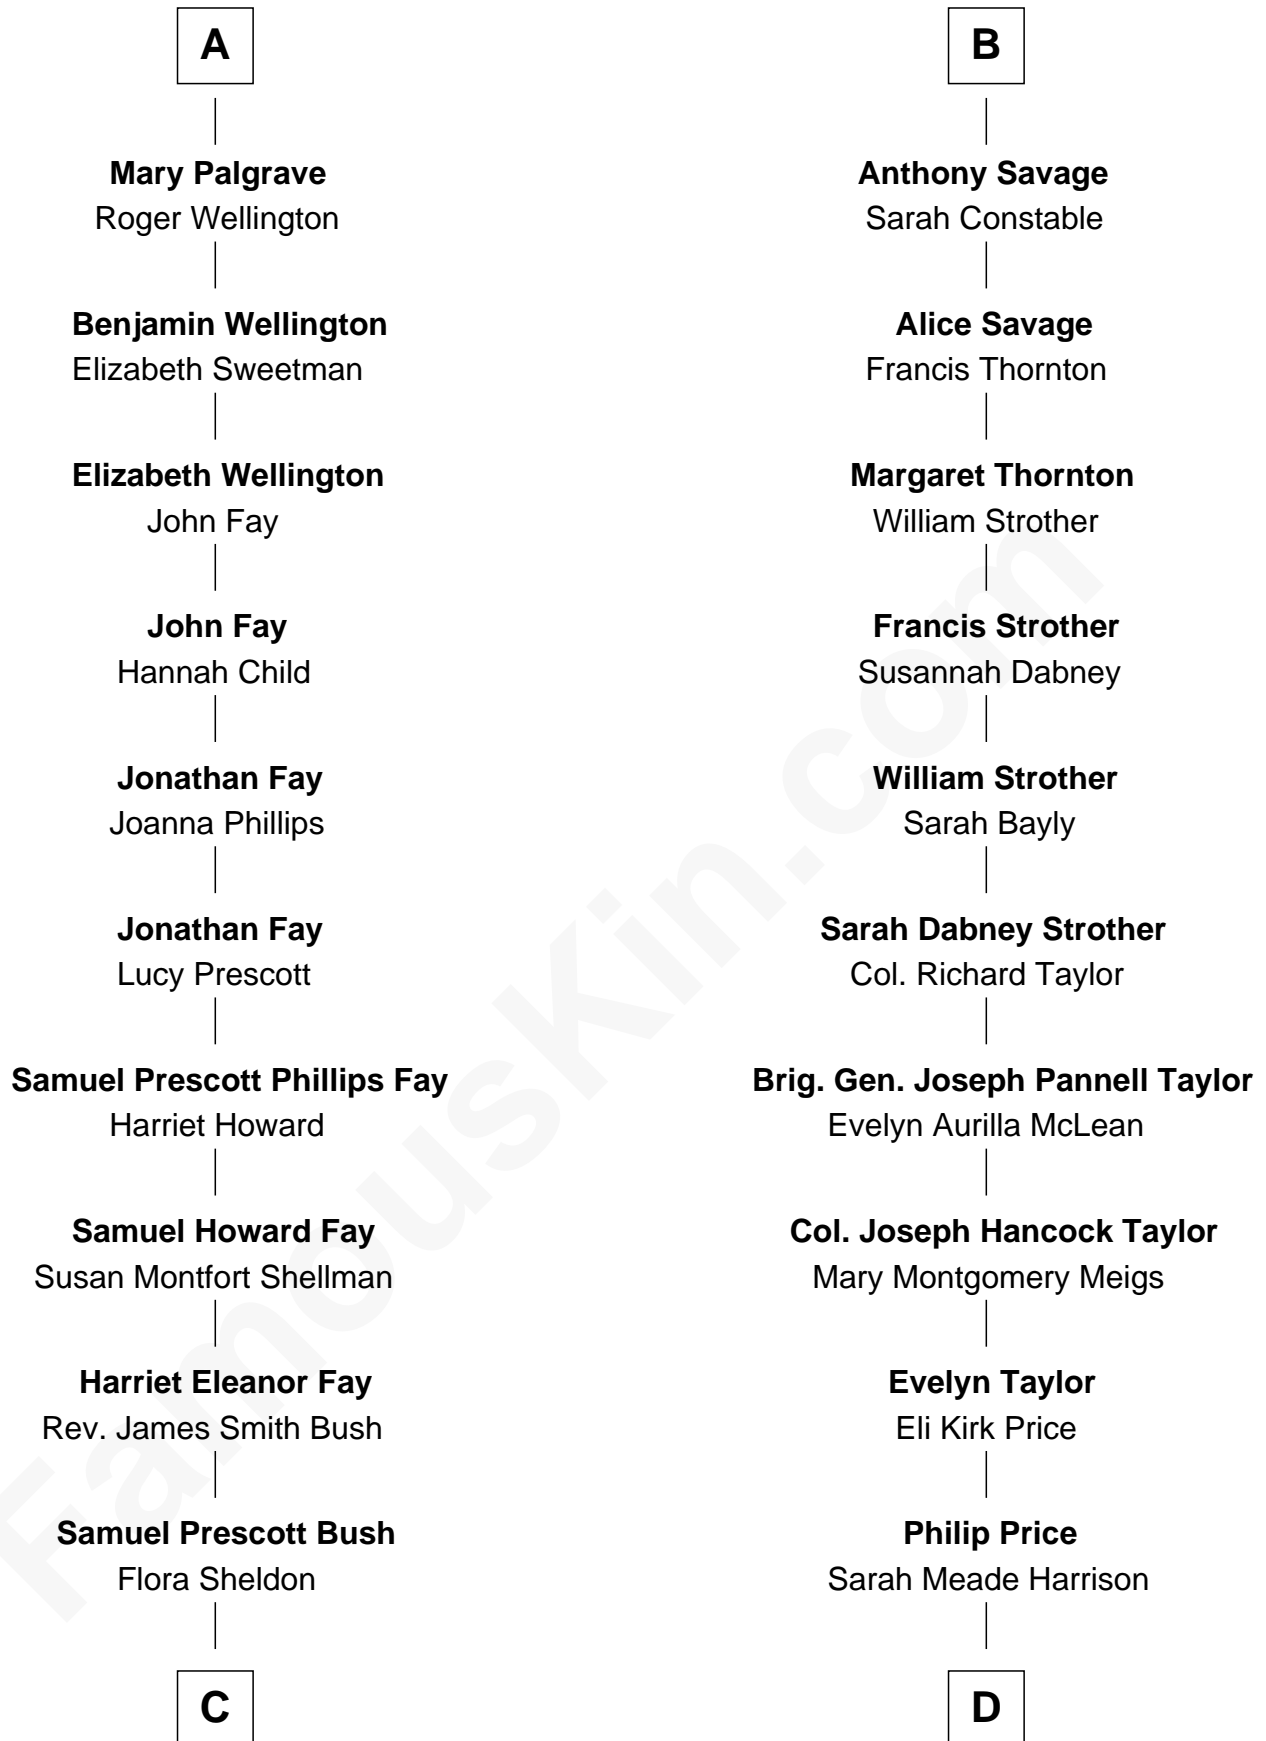 A
Mary Palgrave
Roger Wellington
Benjamin Wellington
Elizabeth Sweetman
Elizabeth Wellington
John Fay
John Fay
Hannah Child
Jonathan Fay
Joanna Phillips
Jonathan Fay
Lucy Prescott
Samuel Prescott Phillips Fay
Harriet Howard
Samuel Howard Fay
Susan Montfort Shellman
Harriet Eleanor Fay
Rev. James Smith Bush
Samuel Prescott Bush
Flora Sheldon
C
B
Anthony Savage
Sarah Constable
Alice Savage
Francis Thornton
Margaret Thornton
William Strother
Francis Strother
Susannah Dabney
William Strother
Sarah Bayly
Sarah Dabney Strother
Col. Richard Taylor
Brig. Gen. Joseph Pannell Taylor
Evelyn Aurilla McLean
Col. Joseph Hancock Taylor
Mary Montgomery Meigs
Evelyn Taylor
Eli Kirk Price
Philip Price
Sarah Meade Harrison
D
FamousKin.com